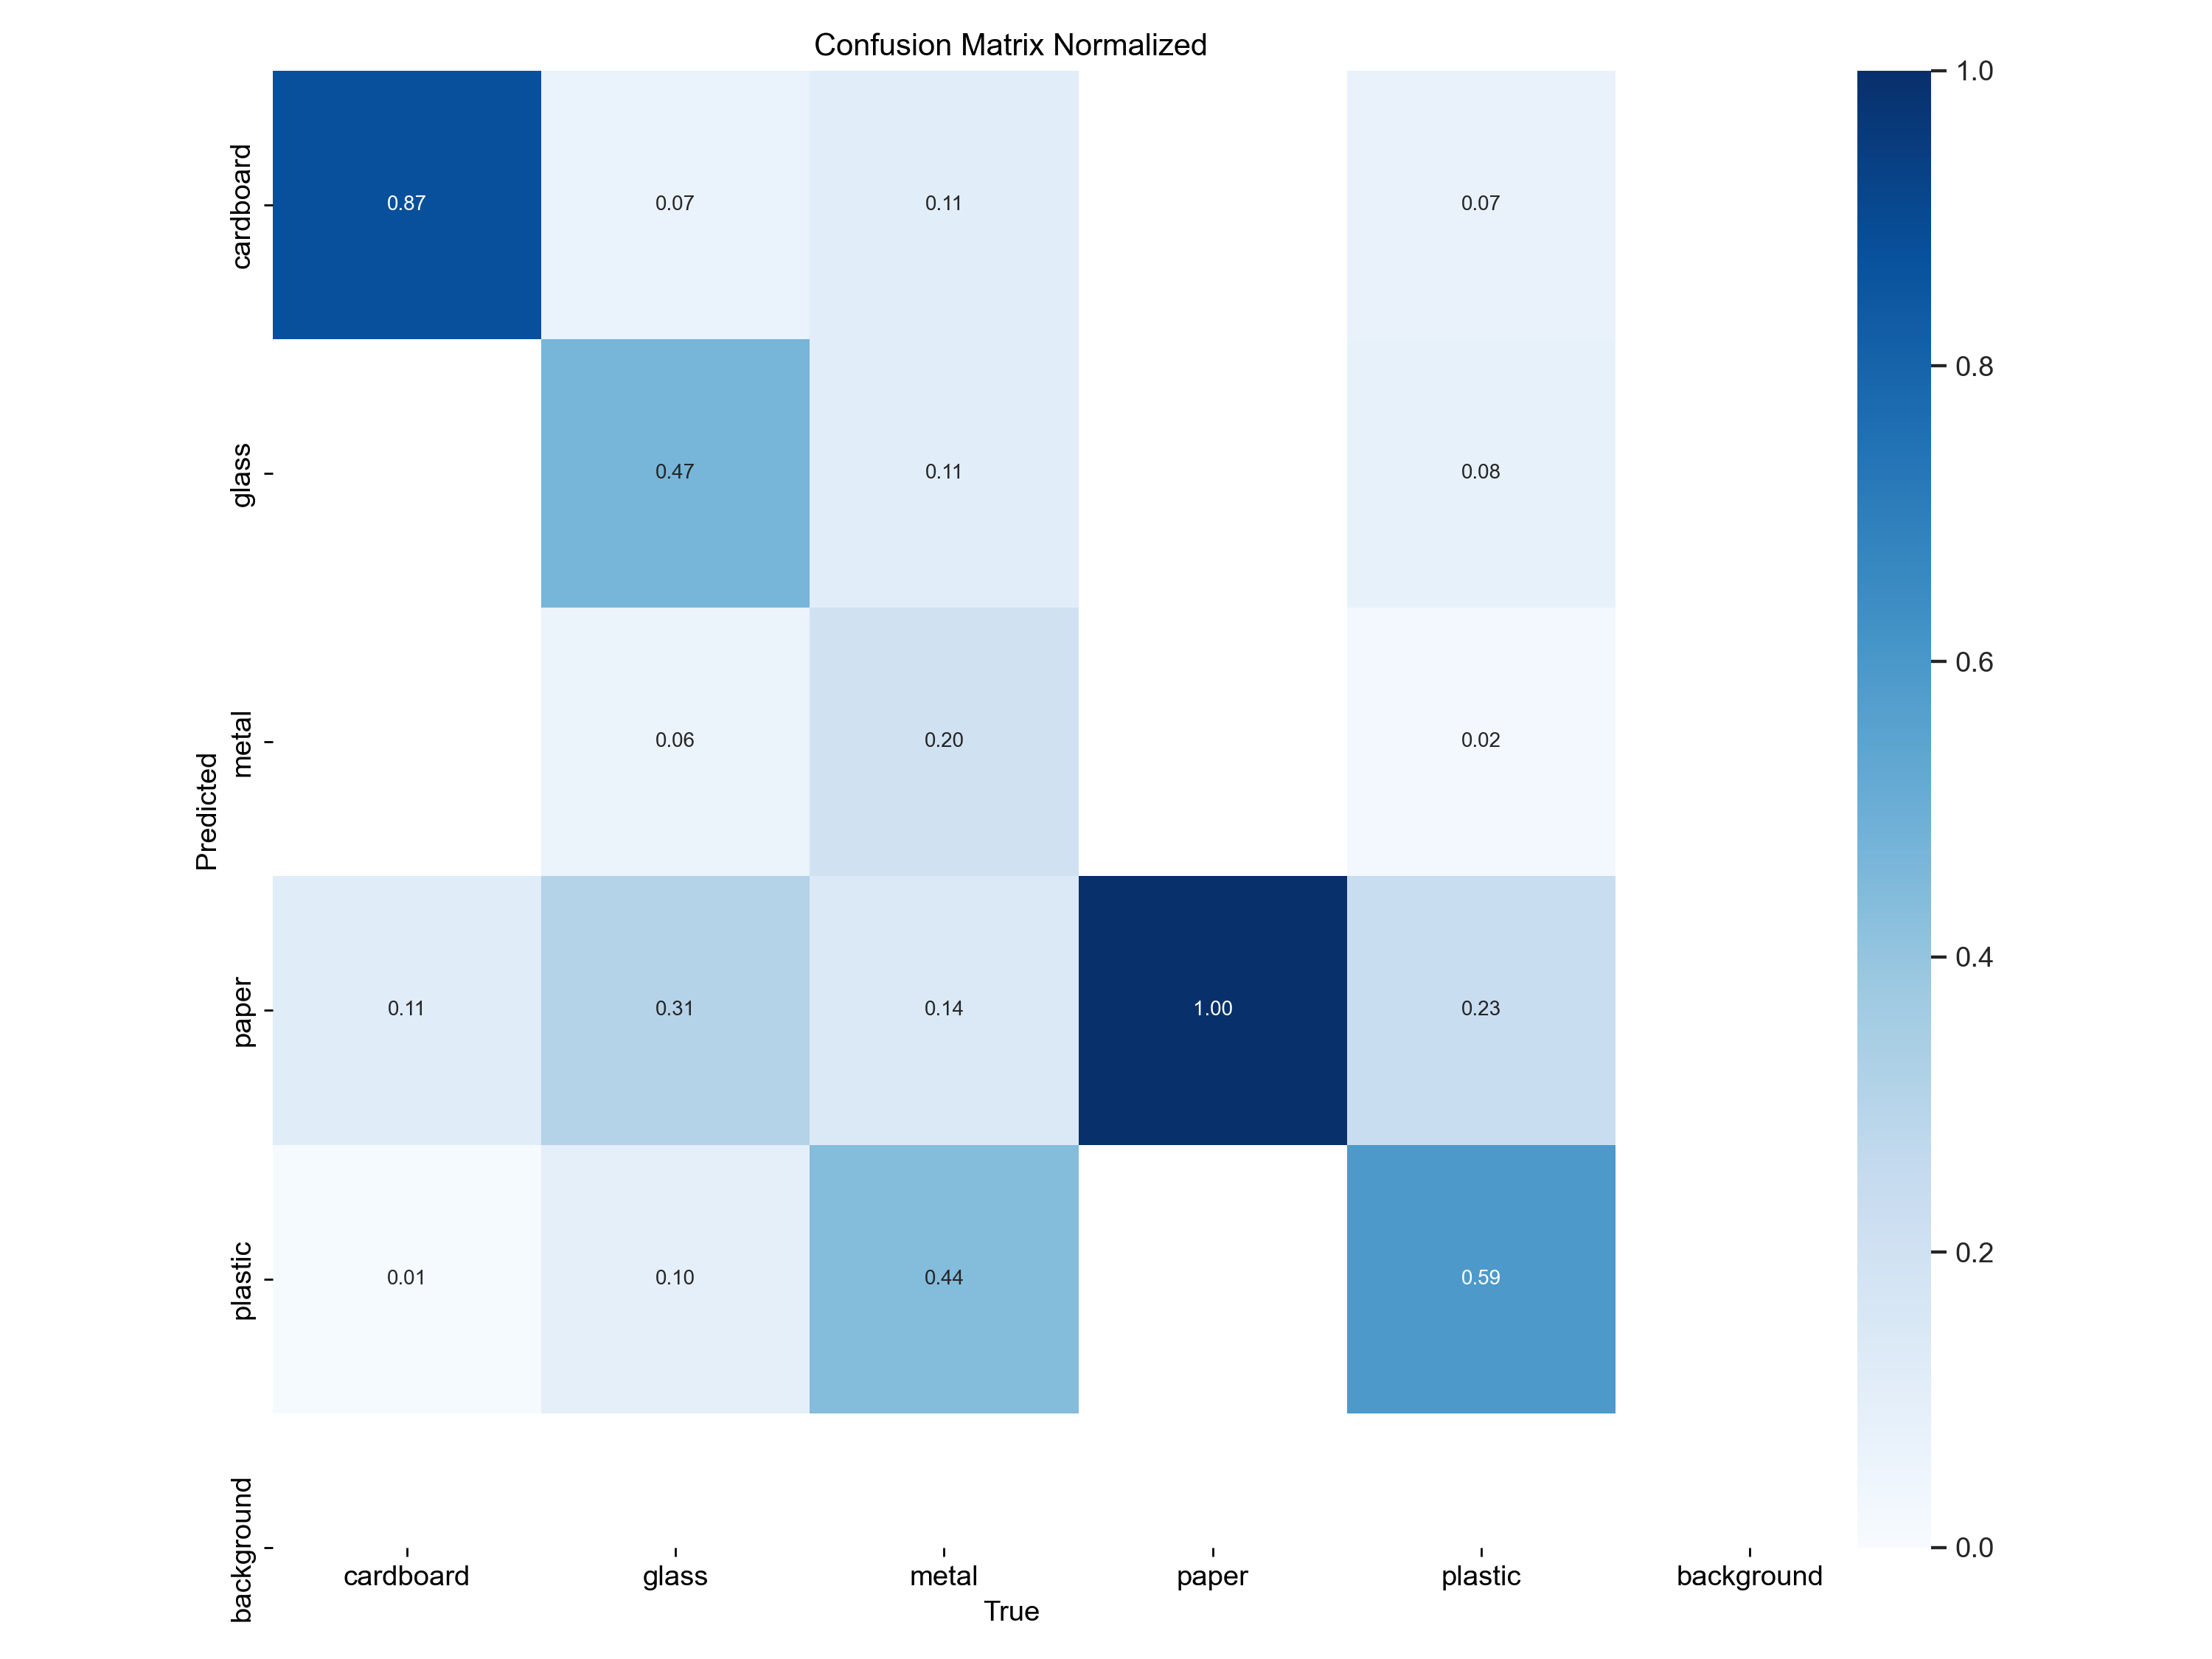 Confusion Matrix Normalized
Predicted
cardboard
0.87
0.07
0.11
0.07
glass
0.47
0.11
0.08
metal
0.06
0.20
0.02
paper
0.11
0.31
0.14
1.00
0.23
plastic
0.01
0.10
0.44
0.59
background
cardboard
glass
metal
paper
plastic
background
True
1.0
0.8
0.6
0.4
0.2
0.0